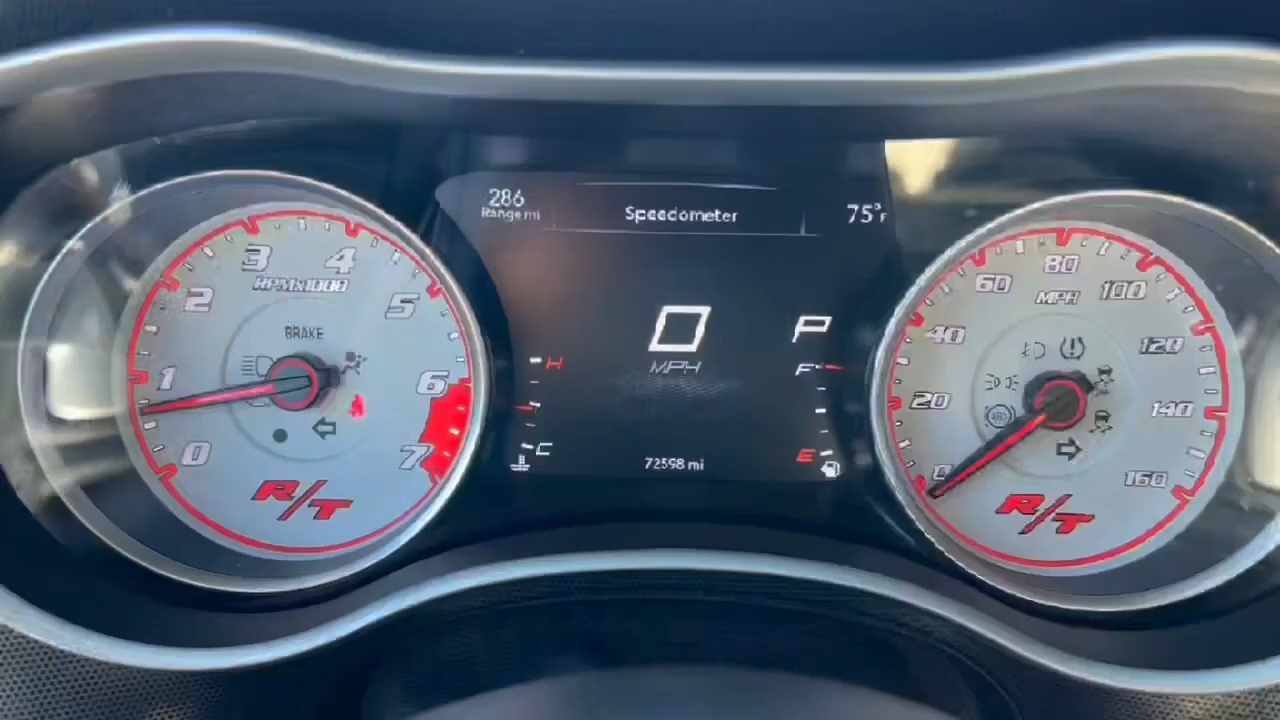 286
Range mi
Speedometer
75°F
0
MPH
P
H
C
F
E
72598 mi
0
1
2
3
4
5
6
7
RPMx1000
BRAKE
R/T
0
20
40
60
80
100
120
140
160
MPH
R/T